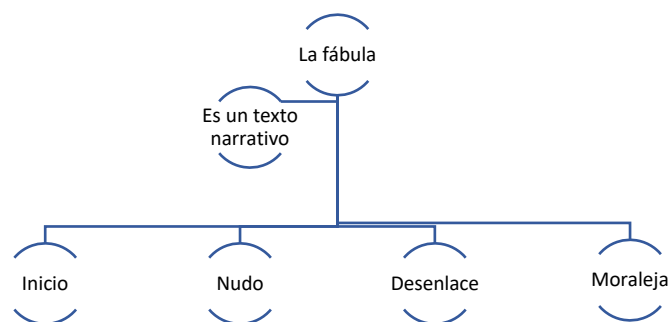 La fábula
Es un texto
narrativo
Inicio
Nudo
Desenlace
Moraleja